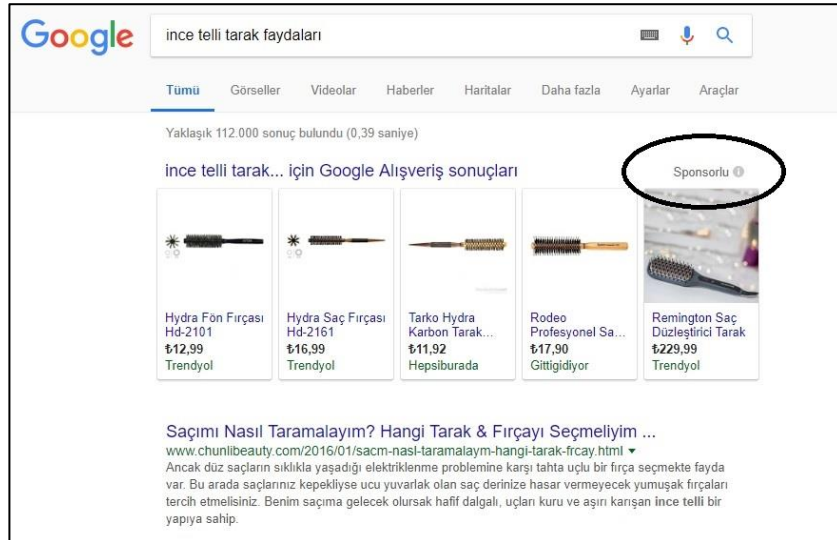 Google
ince telli tarak faydaları
Tümü Görseller Videolar Haberler Haritalar Daha fazla Ayarlar Araçlar
Yaklaşık 112.000 sonuç bulundu (0,39 saniye)
ince telli tarak... için Google Alışveriş sonuçları
Sponsorlu
Hydra Fön Fırçası
Hd-2101
₺12,99
Trendyol
Hydra Saç Fırçası
Hd-2161
₺16,99
Trendyol
Tarko Hydra
Karbon Tarak...
₺11,92
Hepsiburada
Rodeo
Profesyonel Sa...
₺17,90
Gittigidiyor
Remington Saç
Düzleştirici Tarak
₺229,99
Trendyol
Saçımı Nasıl Taramalayım? Hangi Tarak & Fırçayı Seçmeliyim ...
www.chunlibeauty.com/2016/01/sacm-nasl-taramalaym-hangi-tarak-frcay.html
Ancak düz saçların sıklıkla yaşadığı elektriklenme problemine karşı tahta uçlu bir fırça seçmekte fayda
var. Bu arada saçlarınız kepekliyse ucu yuvarlak olan saç derinize hasar vermeyecek yumuşak fırçaları
tercih etmelisiniz. Benim saçıma gelecek olursak hafif dalgalı, uçları kuru ve aşırı karışan ince telli bir
yapıya sahip.